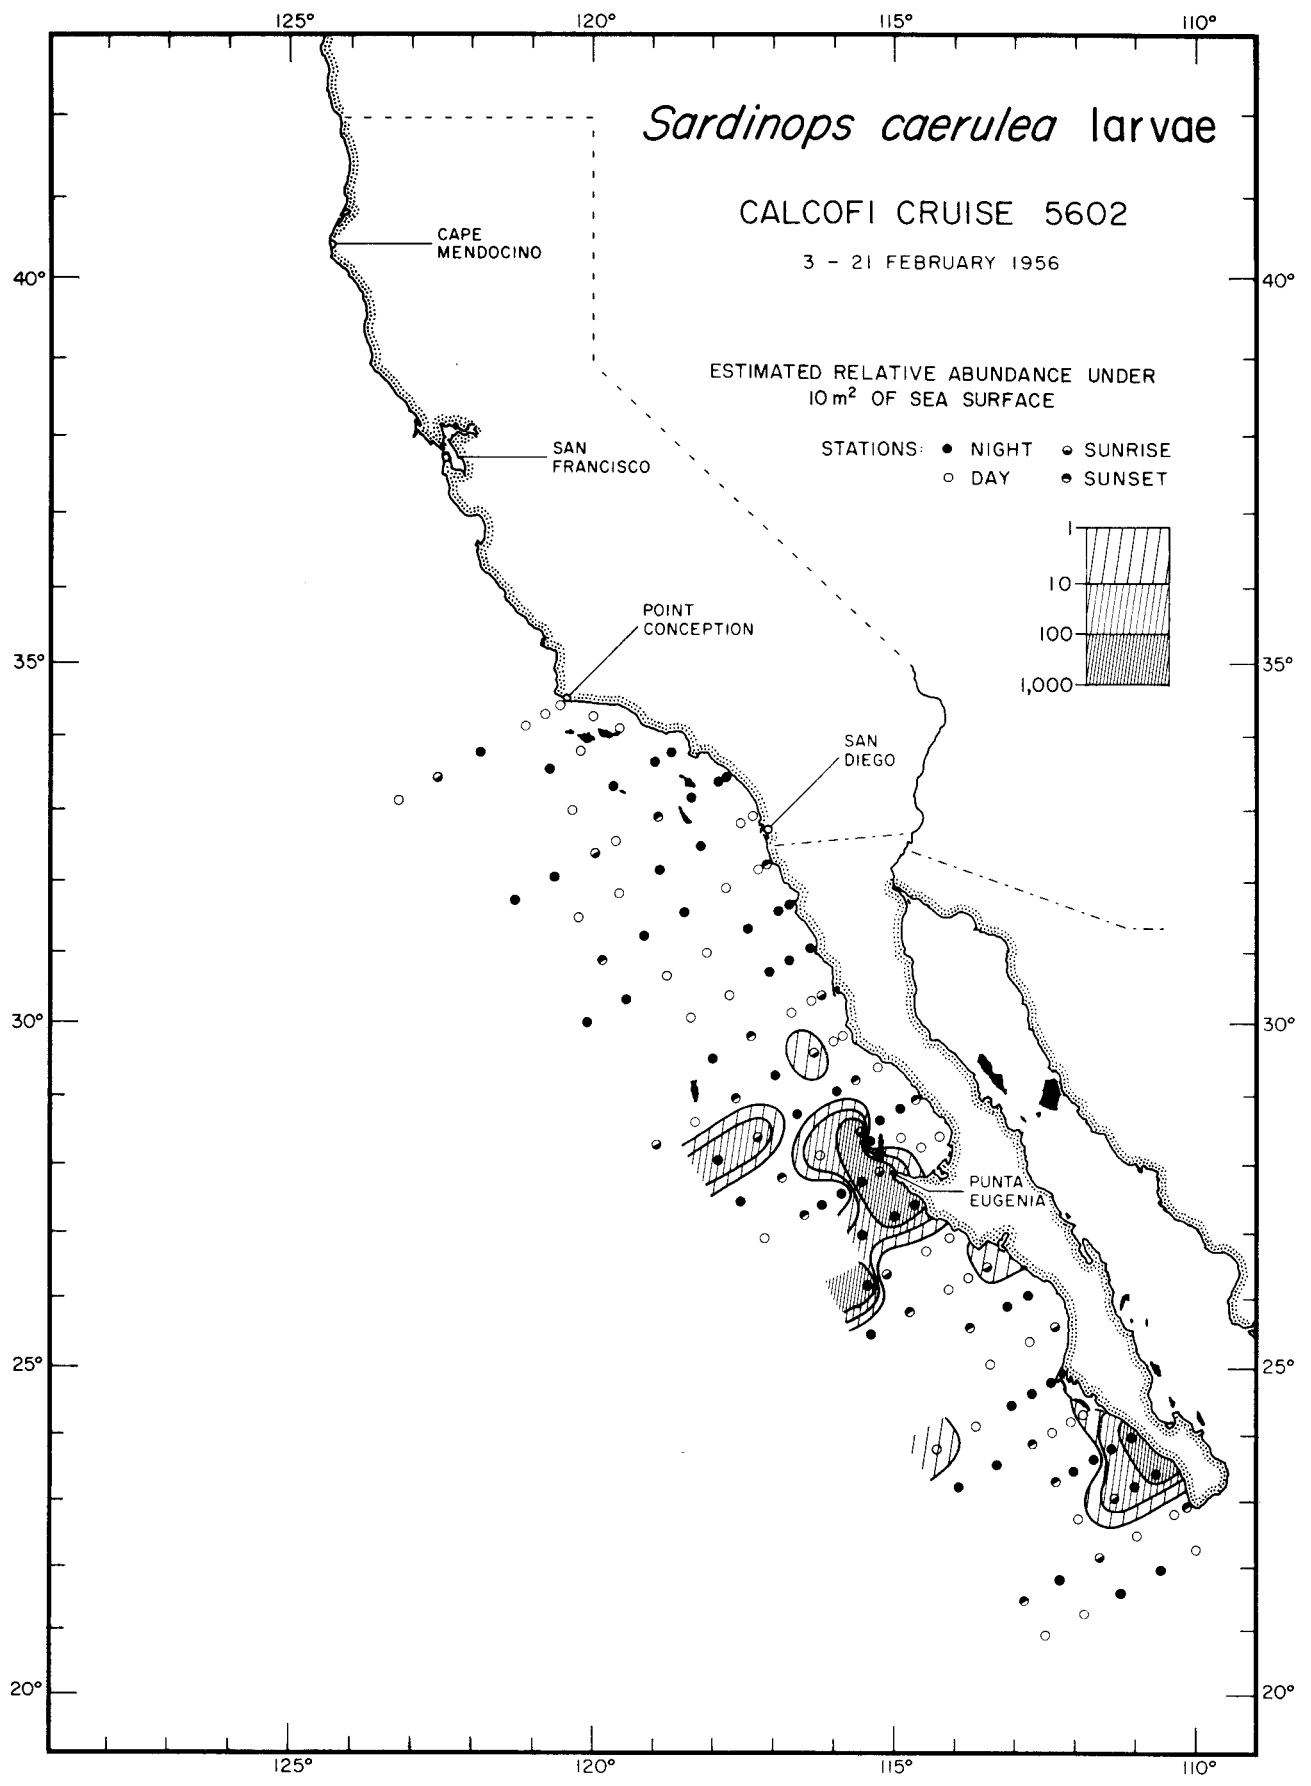 125° 120° 115° 110°
Sardinops caerulea larvae
CALCOFI CRUISE 5602
3 - 21 FEBRUARY 1956
CAPE
MENDOCINO
40° 40°
ESTIMATED RELATIVE ABUNDANCE UNDER
10 m² OF SEA SURFACE
STATIONS: ● NIGHT ◒ SUNRISE
○ DAY ◓ SUNSET
SAN
FRANCISCO
1
10
100
1,000
POINT
CONCEPTION
35° 35°
SAN
DIEGO
30° 30°
PUNTA
EUGENIA
25° 25°
20° 20°
125° 120° 115° 110°